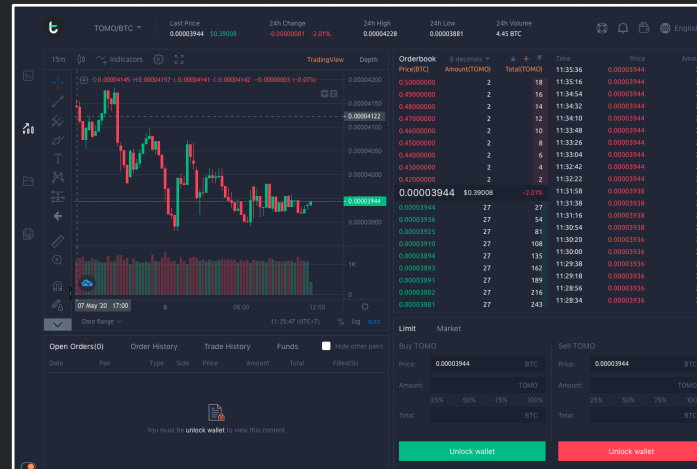 TOMO/BTC
Last Price
0.00003944 $0.39008
24h Change
-0.00000081 -2.01%
24h High
0.00004228
24h Low
0.00003881
24h Volume
4.45 BTC
English
15m Indicators TradingView Depth
O 0.00004145 H 0.00004157 L 0.00004141 C 0.00004142 -0.00000003 (-0.07%)
0.00004200
0.00004150
0.00004122
0.00004100
0.00004050
0.00004000
0.00003944
0.00003900
1K
0
07 May '20 17:00 8 06:00 12:00
Date Range 11:35:47 (UTC+7) % log auto
Orderbook 8 decimals
Price(BTC) Amount(TOMO) Total(TOMO)
0.50000000 2 18
0.49000000 2 16
0.48000000 2 14
0.47000000 2 12
0.46000000 2 10
0.45000000 2 8
0.44000000 2 6
0.43000000 2 4
0.42000000 2 2
0.00003944 $0.39008 -2.01%
0.00003944 27 27
0.00003936 27 54
0.00003925 27 81
0.00003910 27 108
0.00003894 27 135
0.00003893 27 162
0.00003891 27 189
0.00003882 27 216
0.00003881 27 243
Time Price
11:35:36 0.00003944
11:35:16 0.00003944
11:34:54 0.00003944
11:34:32 0.00003944
11:34:10 0.00003944
11:33:48 0.00003944
11:33:26 0.00003944
11:33:04 0.00003944
11:32:42 0.00003944
11:32:22 0.00003944
11:31:58 0.00003938
11:31:38 0.00003938
11:31:16 0.00003938
11:30:54 0.00003938
11:30:20 0.00003936
11:30:00 0.00003936
11:29:38 0.00003936
11:29:18 0.00003936
11:28:56 0.00003936
11:28:34 0.00003936
Open Orders(0) Order History Trade History Funds Hide other pairs
Date Pair Type Side Price Amount Total Filled(%)
You must be unlock wallet to view this content
Limit Market
Buy TOMO
Price: 0.00003944 BTC
Amount: TOMO
25% 50% 75% 100%
Total: BTC
Unlock wallet
Sell TOMO
Price: 0.00003944 BTC
Amount: TOMO
25% 50% 75% 100
Total: BTC
Unlock wallet